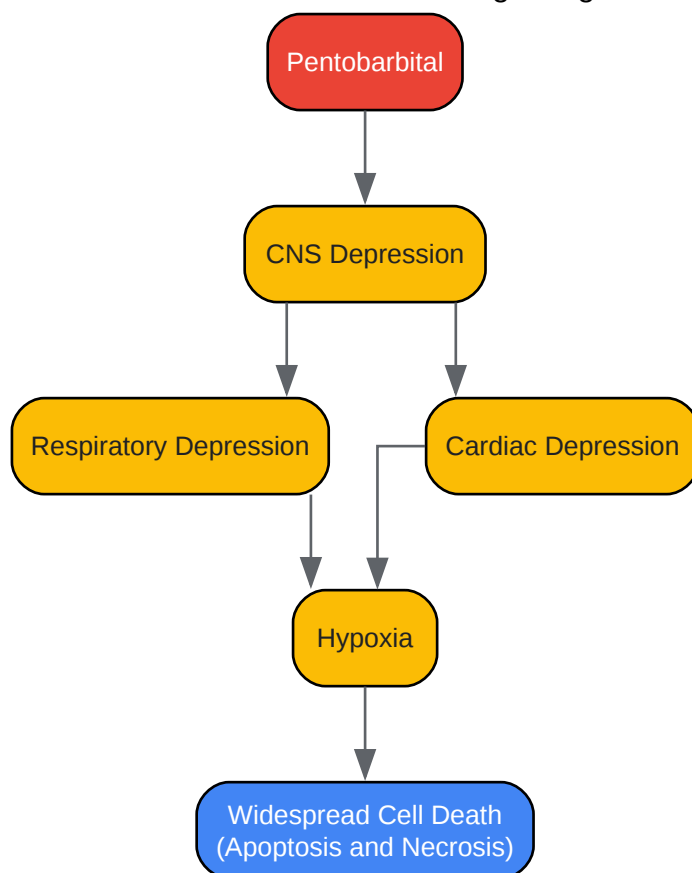 Pentobarbital
CNS Depression
Respiratory Depression
Cardiac Depression
Hypoxia
Widespread Cell Death
(Apoptosis and Necrosis)